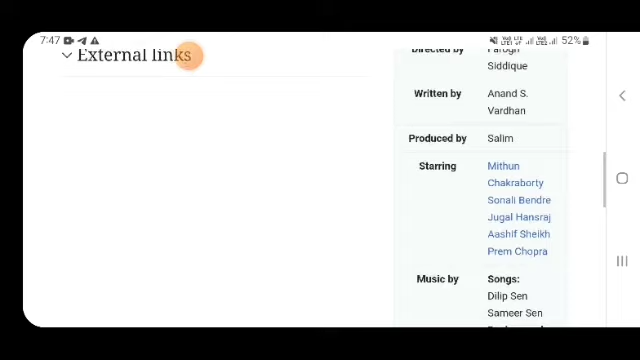 7:47
52%
External links
Directed by
Farogh
Siddique
Written by
Anand S.
Vardhan
Produced by
Salim
Starring
Mithun
Chakraborty
Sonali Bendre
Jugal Hansraj
Aashif Sheikh
Prem Chopra
Music by
Songs:
Dilip Sen
Sameer Sen